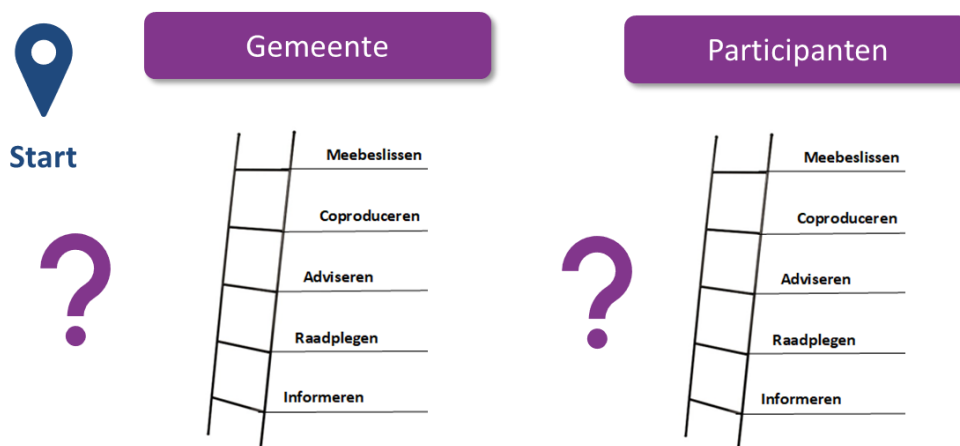 Gemeente
Participanten
Start
Meebeslissen
Coproduceren
Adviseren
Raadplegen
Informeren
?
Meebeslissen
Coproduceren
Adviseren
Raadplegen
Informeren
?